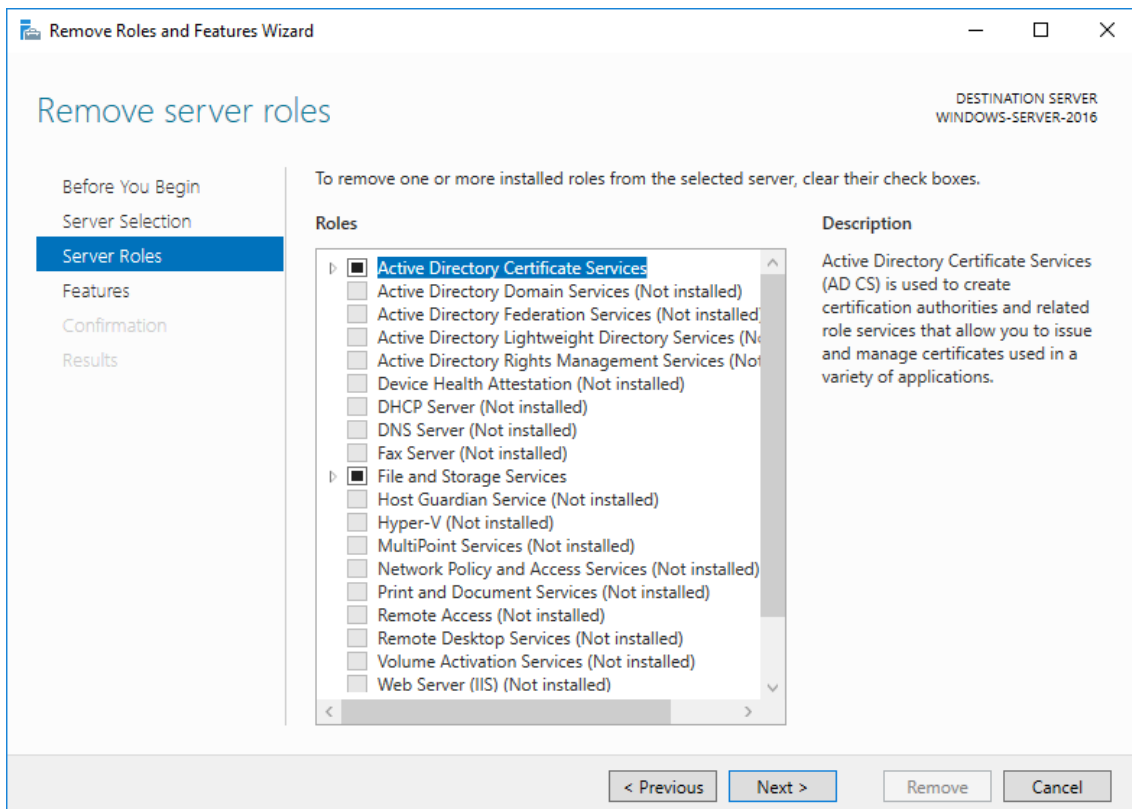 Remove Roles and Features Wizard
Remove server roles
DESTINATION SERVER
WINDOWS-SERVER-2016
Before You Begin
Server Selection
Server Roles
Features
Confirmation
Results
To remove one or more installed roles from the selected server, clear their check boxes.
Roles
Active Directory Certificate Services
Active Directory Domain Services (Not installed)
Active Directory Federation Services (Not installed)
Active Directory Lightweight Directory Services (No
Active Directory Rights Management Services (Not
Device Health Attestation (Not installed)
DHCP Server (Not installed)
DNS Server (Not installed)
Fax Server (Not installed)
File and Storage Services
Host Guardian Service (Not installed)
Hyper-V (Not installed)
MultiPoint Services (Not installed)
Network Policy and Access Services (Not installed)
Print and Document Services (Not installed)
Remote Access (Not installed)
Remote Desktop Services (Not installed)
Volume Activation Services (Not installed)
Web Server (IIS) (Not installed)
Description
Active Directory Certificate Services
(AD CS) is used to create
certification authorities and related
role services that allow you to issue
and manage certificates used in a
variety of applications.
< Previous
Next >
Remove
Cancel